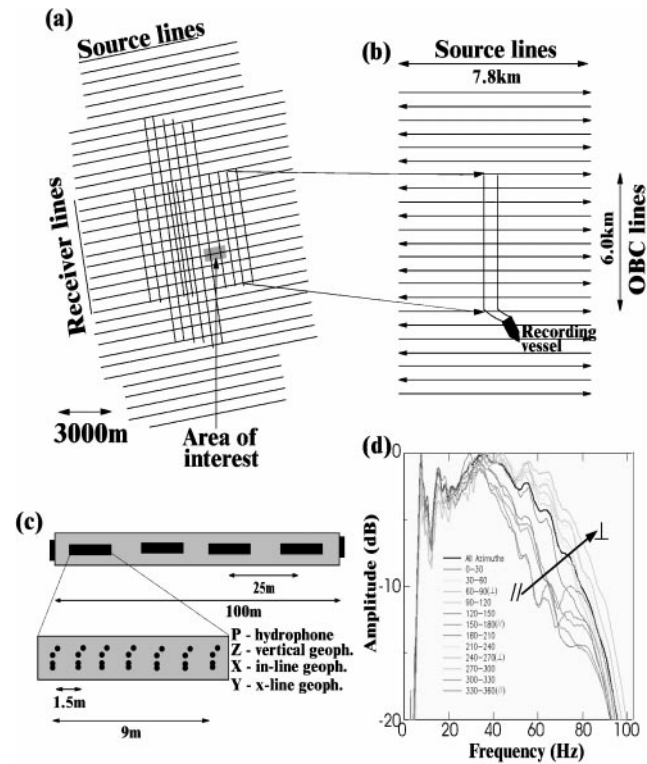 (a)
Source lines
Receiver lines
3000m
Area of
interest
(b)
Source lines
7.8km
6.0km
OBC lines
Recording
vessel
(c)
25m
100m
P - hydrophone
Z - vertical geoph.
X - in-line geoph.
Y - x-line geoph.
1.5m
9m
(d)
Amplitude (dB)
0
-10
-20
All Azimuths
0-30
30-60
60-90(⊥)
90-120
120-150
150-180(//)
180-210
210-240
240-270(⊥)
270-300
300-330
330-360(//)
//
⊥
0 20 40 60 80 100
Frequency (Hz)